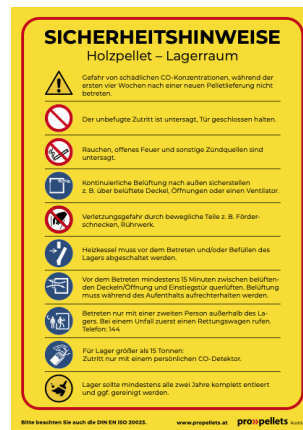 SICHERHEITSHINWEISE
Holzpellet – Lagerraum
Gefahr von schädlichen CO-Konzentrationen, während der
ersten vier Wochen nach einer neuen Pelletlieferung nicht
betreten.
Der unbefugte Zutritt ist untersagt, Tür geschlossen halten.
Rauchen, offenes Feuer und sonstige Zündquellen sind
untersagt.
Kontinuierliche Belüftung nach außen sicherstellen
z. B. über belüftete Deckel, Öffnungen oder einen Ventilator.
Verletzungsgefahr durch bewegliche Teile z. B. Förder-
schnecken, Rührwerk.
Heizkessel muss vor dem Betreten und/oder Befüllen des
Lagers abgeschaltet werden.
Vor dem Betreten mindestens 15 Minuten zwischen belüften-
den Deckeln/Öffnung und Einstiegstür querlüften. Belüftung
muss während des Aufenthalts aufrechterhalten werden.
Betreten nur mit einer zweiten Person außerhalb des La-
gers. Bei einem Unfall zuerst einen Rettungswagen rufen.
Telefon: 144
Für Lager größer als 15 Tonnen:
Zutritt nur mit einem persönlichen CO-Detektor.
Lager sollte mindestens alle zwei Jahre komplett entleert
und ggf. gereinigt werden.
Bitte beachten Sie auch die DIN EN ISO 20023. www.propellets.at pro»pellets Austria